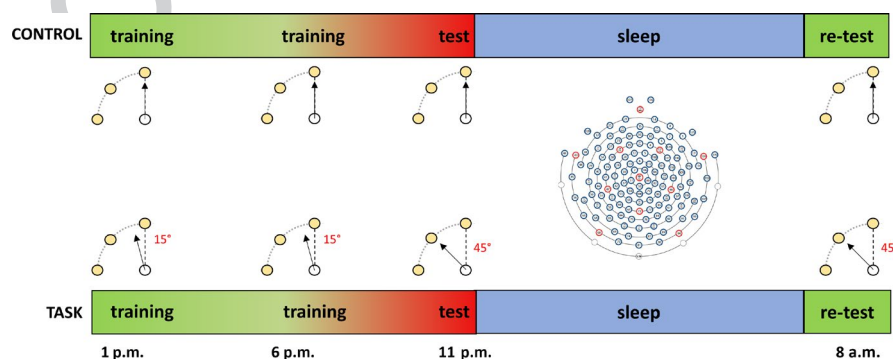 CONTROL training training test sleep re-test
15° 15° 45° 45
TASK training training test sleep re-test
1 p.m. 6 p.m. 11 p.m. 8 a.m.